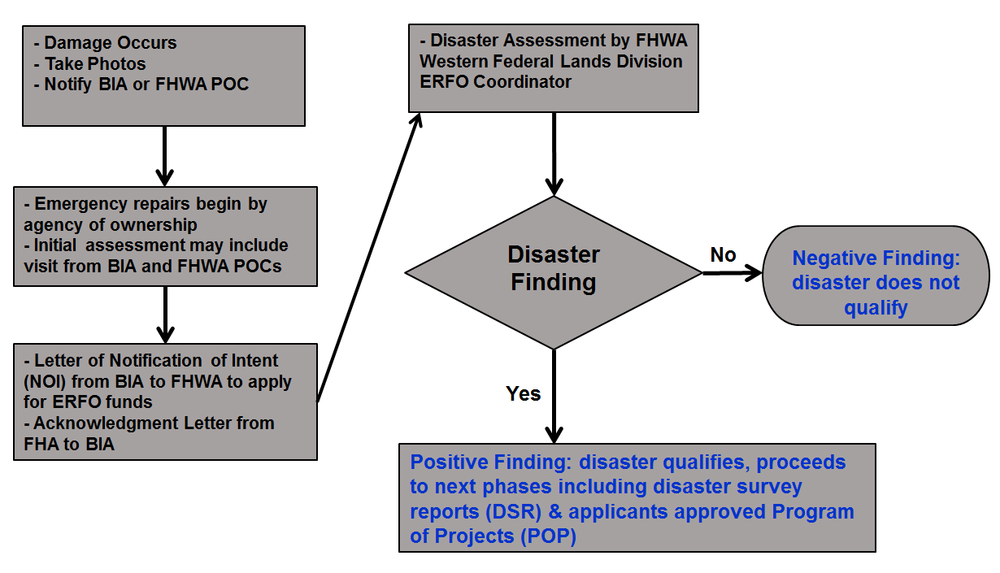 - Damage Occurs
- Take Photos
- Notify BIA or FHWA POC
- Emergency repairs begin by
agency of ownership
- Initial assessment may include
visit from BIA and FHWA POCs
- Letter of Notification of Intent
(NOI) from BIA to FHWA to apply
for ERFO funds
- Acknowledgment Letter from
FHA to BIA
- Disaster Assessment by FHWA
Western Federal Lands Division
ERFO Coordinator
Disaster
Finding
No
Negative Finding:
disaster does not
qualify
Yes
Positive Finding: disaster qualifies, proceeds
to next phases including disaster survey
reports (DSR) & applicants approved Program
of Projects (POP)